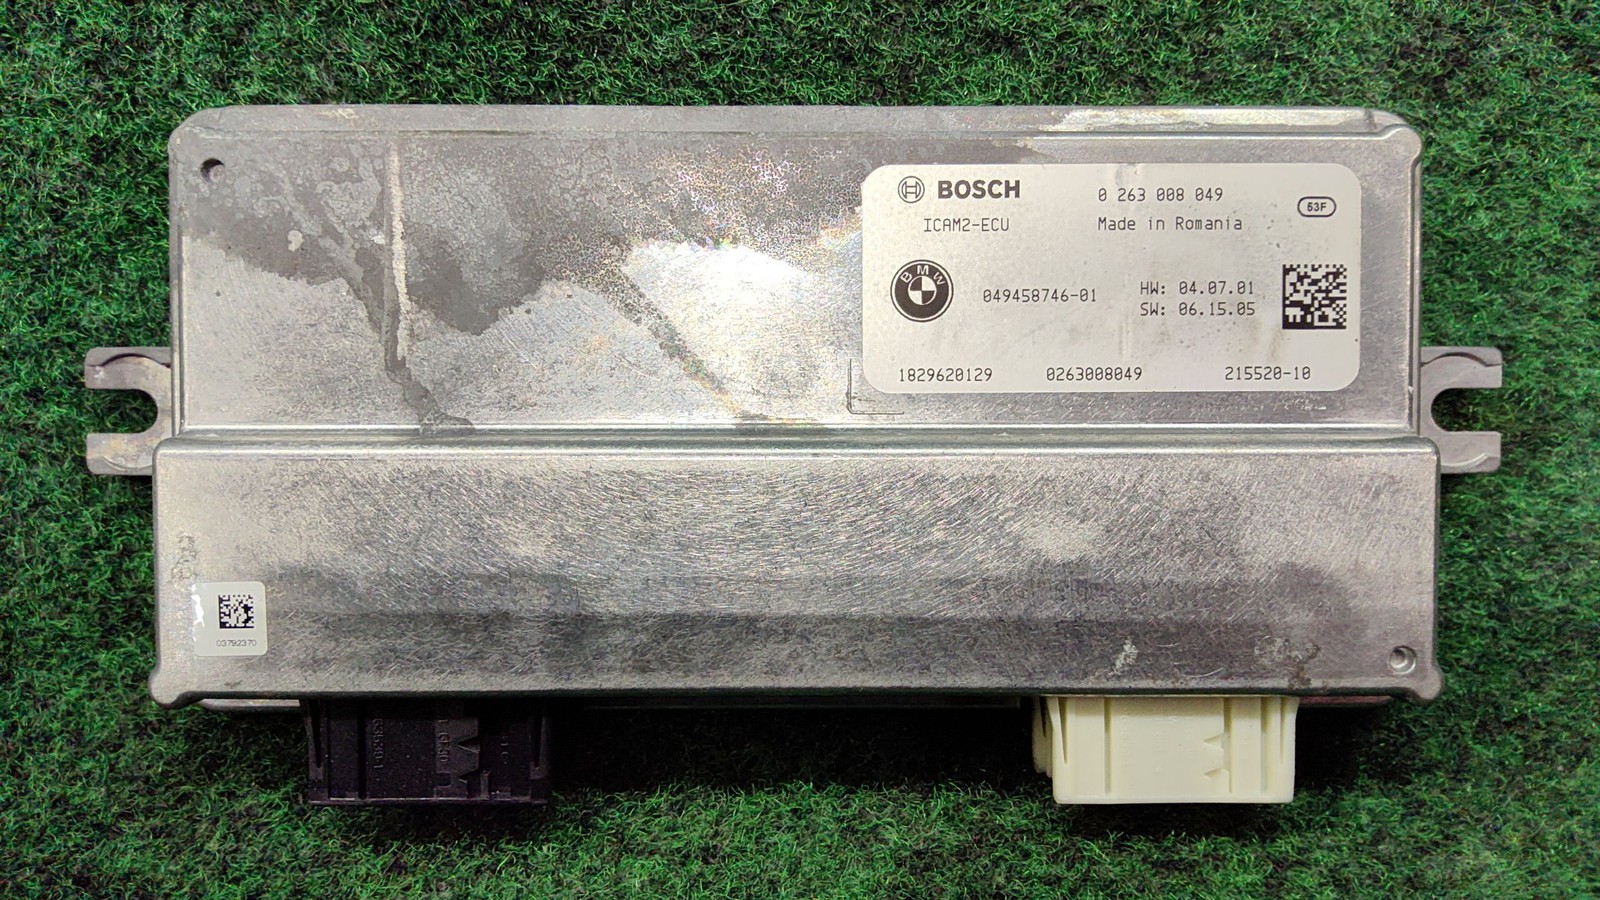 BOSCH 0 263 008 049
53F
ICAM2-ECU Made in Romania
BMW
049458746-01 HW: 04.07.01
SW: 06.15.05
1829620129 0263008049 215520-10
03792370